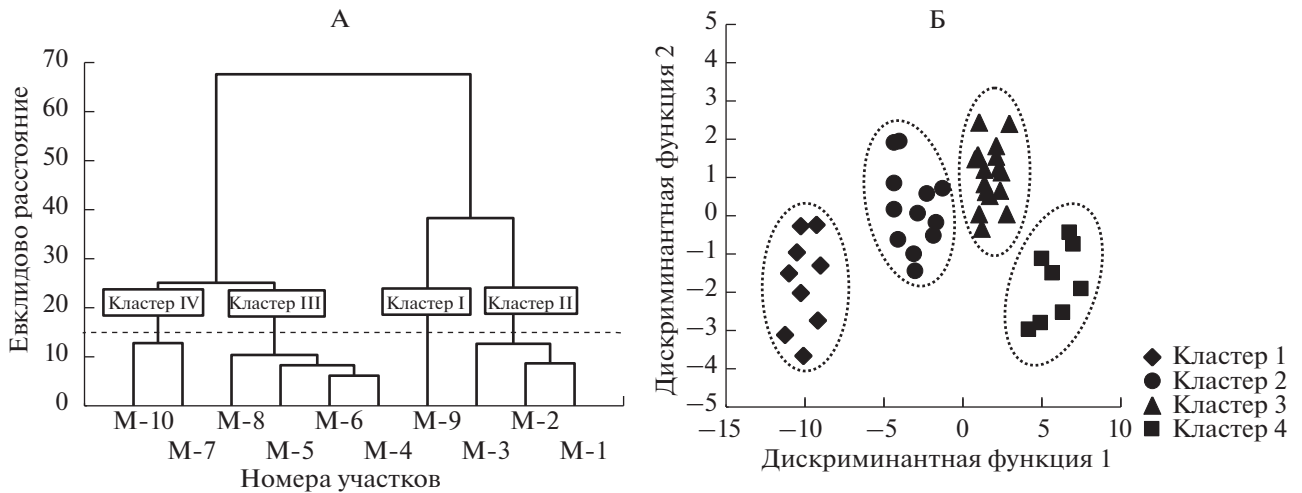 А
Евклидово расстояние
70
60
50
40
30
20
10
0
Кластер IV
Кластер III
Кластер I
Кластер II
М-10
М-8
М-6
М-9
М-2
М-7
М-5
М-4
М-3
М-1
Номера участков
Б
Дискриминантная функция 2
5
4
3
2
1
0
−1
−2
−3
−4
−5
−15
−10
−5
0
5
10
Дискриминантная функция 1
Кластер 1
Кластер 2
Кластер 3
Кластер 4